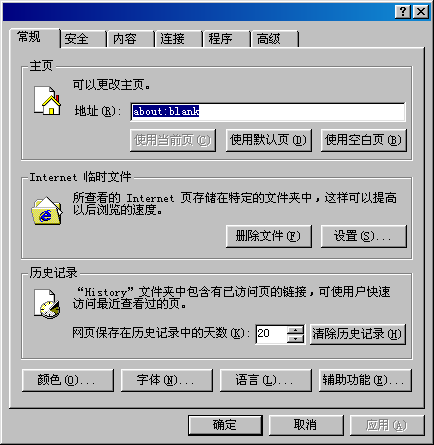 常规 安全 内容 连接 程序 高级
主页
可以更改主页。
地址(R): about:blank
使用当前页(C) 使用默认页(D) 使用空白页(B)
Internet 临时文件
所查看的 Internet 页存储在特定的文件夹中，这样可以提高
以后浏览的速度。
删除文件(F) 设置(S)...
历史记录
“History”文件夹中包含有已访问页的链接，可使用户快速
访问最近查看过的页。
网页保存在历史记录中的天数(K): 20 清除历史记录(H)
颜色(O)... 字体(N)... 语言(L)... 辅助功能(E)...
确定 取消 应用(A)